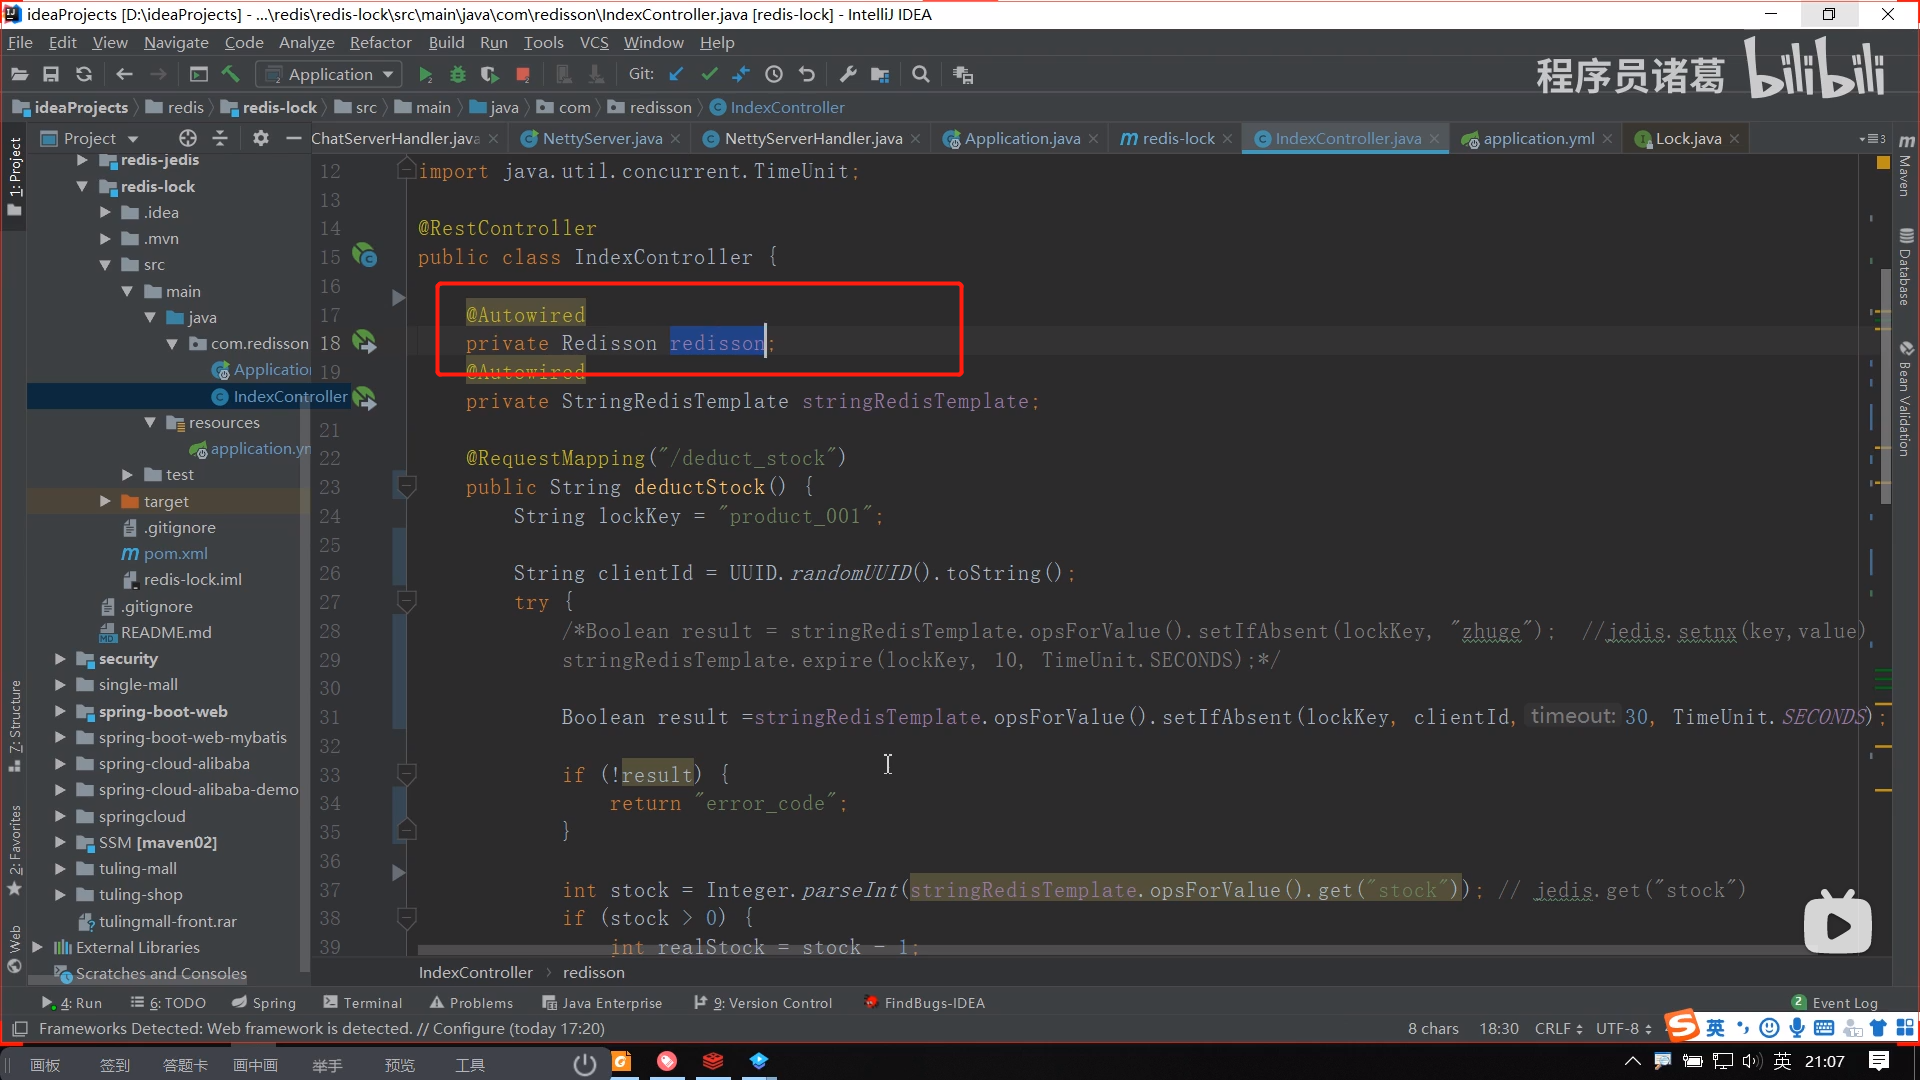 ideaProjects [D:\ideaProjects] - ...\redis\redis-lock\src\main\java\com\redisson\IndexController.java [redis-lock] - IntelliJ IDEA
File Edit View Navigate Code Analyze Refactor Build Run Tools VCS Window Help
Application Git:
程序员诸葛 bilibili
ideaProjects redis redis-lock src main java com redisson IndexController
Project
ChatServerHandler.java NettyServer.java NettyServerHandler.java Application.java redis-lock IndexController.java application.yml Lock.java
1: Project
7: Structure
2: Favorites
Web
redis-jedis
redis-lock
.idea
.mvn
src
main
java
com.redisson
Applicatio
IndexController
resources
application.yn
test
target
.gitignore
pom.xml
redis-lock.iml
.gitignore
README.md
security
single-mall
spring-boot-web
spring-boot-web-mybatis
spring-cloud-alibaba
spring-cloud-alibaba-demo
springcloud
SSM [maven02]
tuling-mall
tuling-shop
tulingmall-front.rar
External Libraries
Scratches and Consoles
12 import java.util.concurrent.TimeUnit;
13
14 @RestController
15 public class IndexController {
16
17 @Autowired
18 private Redisson redisson;
19 @Autowired
private StringRedisTemplate stringRedisTemplate;
21
22 @RequestMapping("/deduct_stock")
23 public String deductStock() {
24 String lockKey = "product_001";
25
26 String clientId = UUID.randomUUID().toString();
27 try {
28 /*Boolean result = stringRedisTemplate.opsForValue().setIfAbsent(lockKey, "zhuge"); //jedis.setnx(key,value)
29 stringRedisTemplate.expire(lockKey, 10, TimeUnit.SECONDS);*/
30
31 Boolean result =stringRedisTemplate.opsForValue().setIfAbsent(lockKey, clientId, timeout: 30, TimeUnit.SECONDS);
32
33 if (!result) {
34 return "error_code";
35 }
36
37 int stock = Integer.parseInt(stringRedisTemplate.opsForValue().get("stock")); // jedis.get("stock")
38 if (stock > 0) {
39 int realStock = stock - 1;
Maven
Database
Bean Validation
IndexController redisson
4: Run 6: TODO Spring Terminal Problems Java Enterprise 9: Version Control FindBugs-IDEA 2 Event Log
Frameworks Detected: Web framework is detected. // Configure (today 17:20) 8 chars 18:30 CRLF UTF-8 英
画板 签到 答题卡 画中画 举手 预览 工具 英 21:07